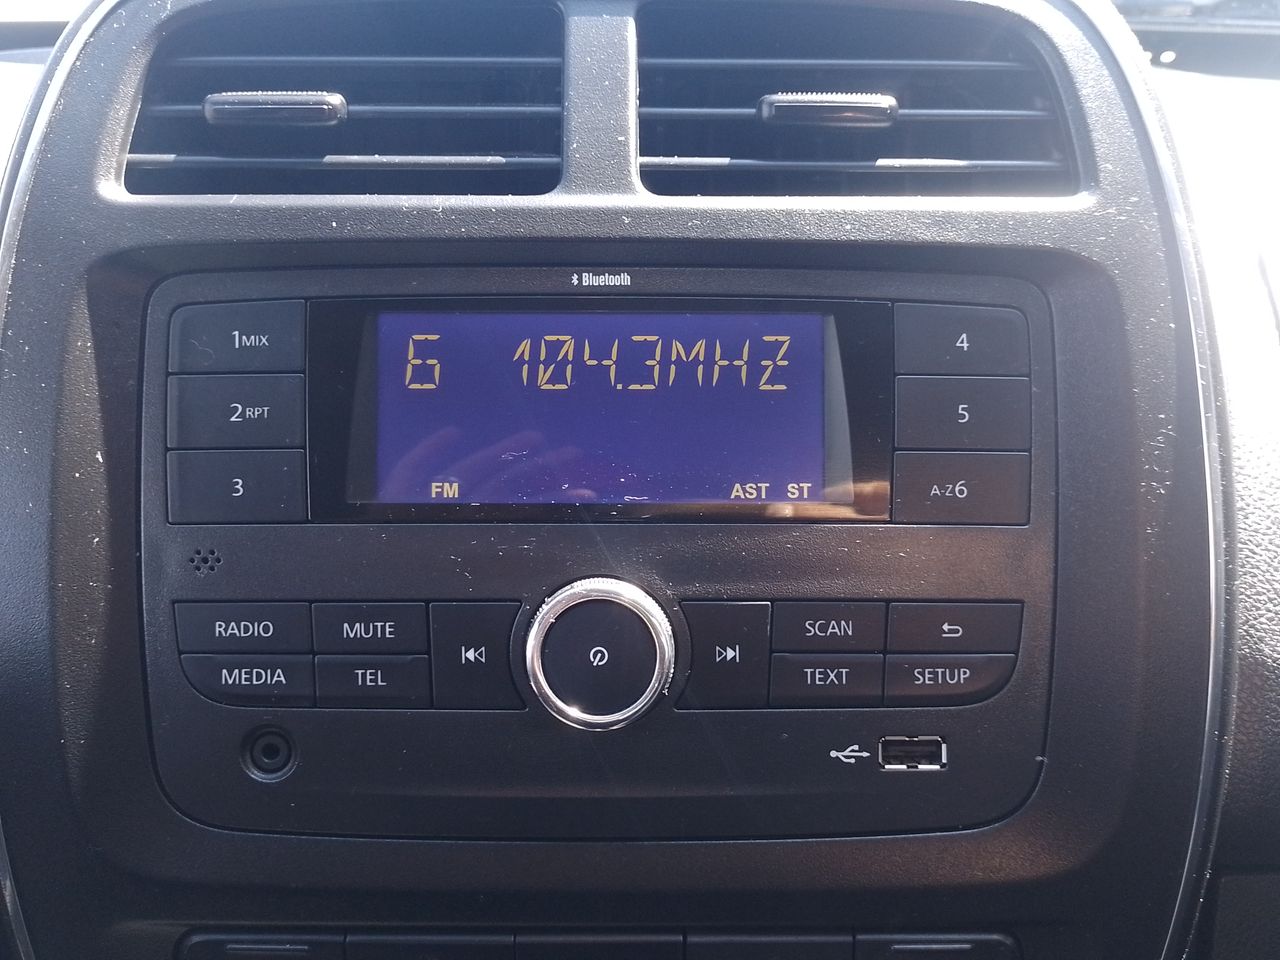 Bluetooth
1MIX
6 104.3MHZ
4
2RPT
5
3
FM AST ST
A-Z6
RADIO MUTE SCAN
MEDIA TEL TEXT SETUP